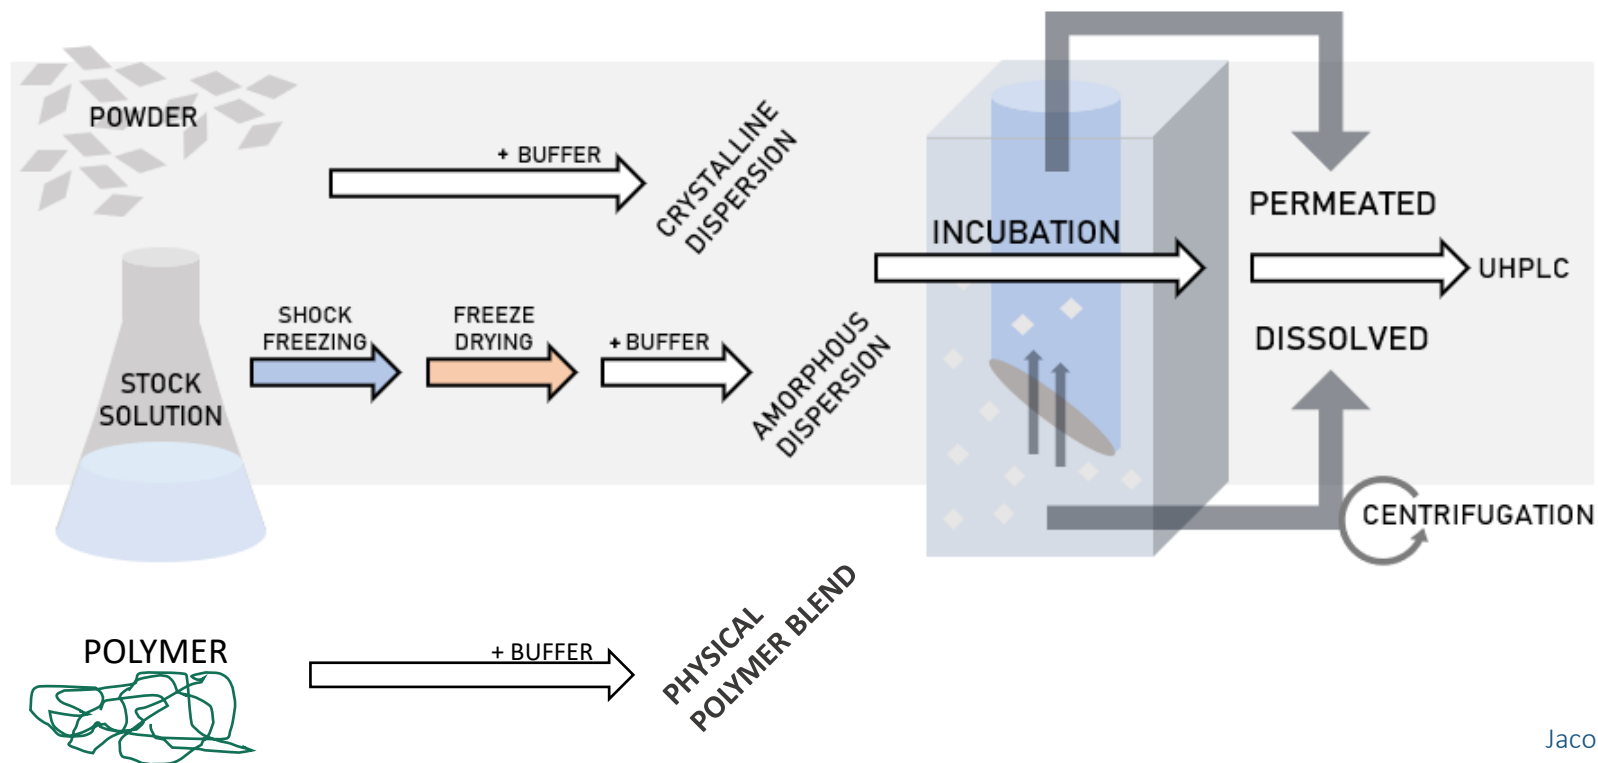 POWDER
+ BUFFER
CRYSTALLINE
DISPERSION
STOCK
SOLUTION
SHOCK
FREEZING
FREEZE
DRYING
+ BUFFER
AMORPHOUS
DISPERSION
INCUBATION
PERMEATED
UHPLC
DISSOLVED
CENTRIFUGATION
POLYMER
+ BUFFER
PHYSICAL
POLYMER BLEND
Jaco